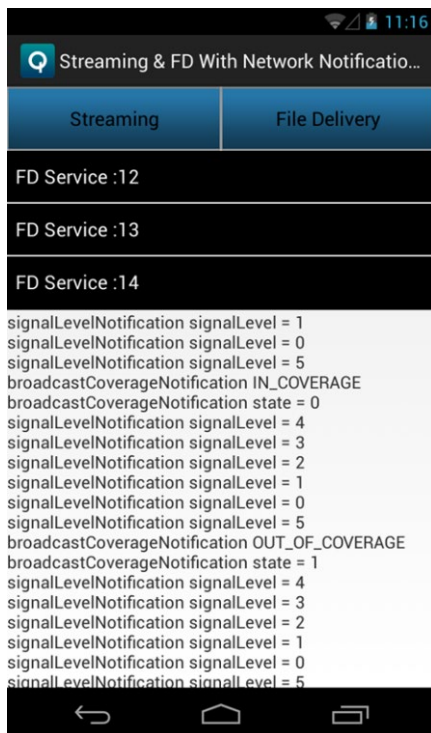 11:16
Streaming & FD With Network Notificatio...
Streaming
File Delivery
FD Service :12
FD Service :13
FD Service :14
signalLevelNotification signalLevel = 1
signalLevelNotification signalLevel = 0
signalLevelNotification signalLevel = 5
broadcastCoverageNotification IN_COVERAGE
broadcastCoverageNotification state = 0
signalLevelNotification signalLevel = 4
signalLevelNotification signalLevel = 3
signalLevelNotification signalLevel = 2
signalLevelNotification signalLevel = 1
signalLevelNotification signalLevel = 0
signalLevelNotification signalLevel = 5
broadcastCoverageNotification OUT_OF_COVERAGE
broadcastCoverageNotification state = 1
signalLevelNotification signalLevel = 4
signalLevelNotification signalLevel = 3
signalLevelNotification signalLevel = 2
signalLevelNotification signalLevel = 1
signalLevelNotification signalLevel = 0
signalLevelNotification signalLevel = 5